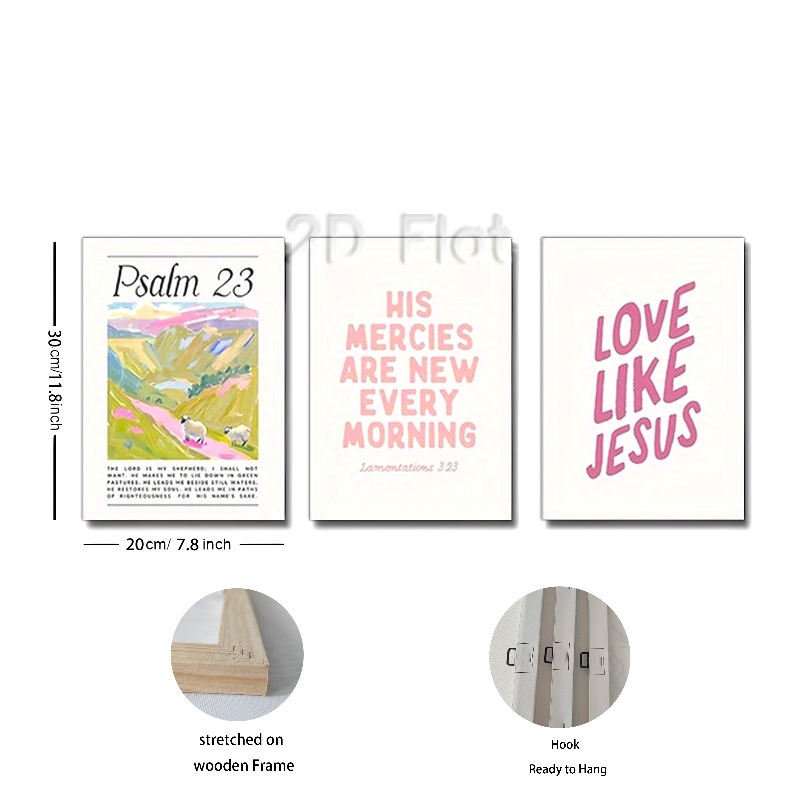 2D Flat
Psalm 23
THE LORD IS MY SHEPHERD; I SHALL NOT
WANT. HE MAKES ME TO LIE DOWN IN GREEN
PASTURES. HE LEADS ME BESIDE STILL WATERS.
HE RESTORES MY SOUL. HE LEADS ME IN PATHS
OF RIGHTEOUSNESS FOR HIS NAME'S SAKE.
HIS
MERCIES
ARE NEW
EVERY
MORNING
Lamentations 3:23
LOVE
LIKE
JESUS
30cm/11.8inch
20cm/ 7.8 inch
stretched on
wooden Frame
Hook
Ready to Hang